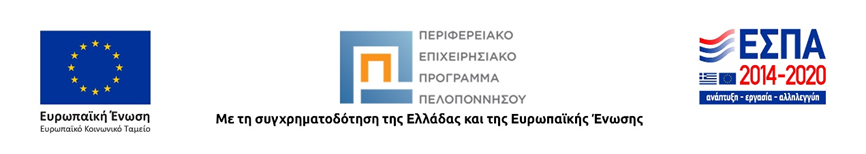 Ευρωπαϊκή Ένωση
Ευρωπαϊκό Κοινωνικό Ταμείο
ΠΕΡΙΦΕΡΕΙΑΚΟ
ΕΠΙΧΕΙΡΗΣΙΑΚΟ
ΠΡΟΓΡΑΜΜΑ
ΠΕΛΟΠΟΝΝΗΣΟΥ
Με τη συγχρηματοδότηση της Ελλάδας και της Ευρωπαϊκής Ένωσης
ΕΣΠΑ
2014-2020
ανάπτυξη - εργασία - αλληλεγγύη